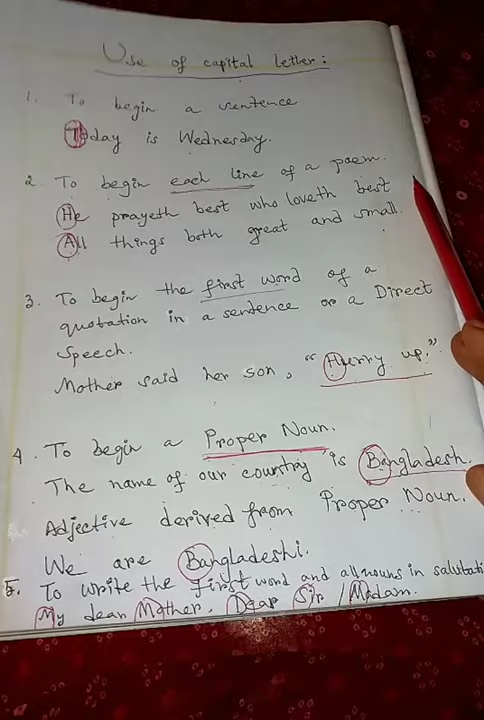 Use of capital letter:
1. To begin a sentence
Today is Wednesday.
2. To begin each line of a poem.
He prayeth best who loveth best
All things both great and small.
3. To begin the first word of a
quotation in a sentence or a Direct
Speech.
Mother said her son, "Hurry up."
4. To begin a Proper Noun.
The name of our country is Bangladesh.
Adjective derived from Proper Noun.
We are Bangladeshi.
5. To write the first word and all nouns in salutati
My dear Mother, Dear Sir / Madam.